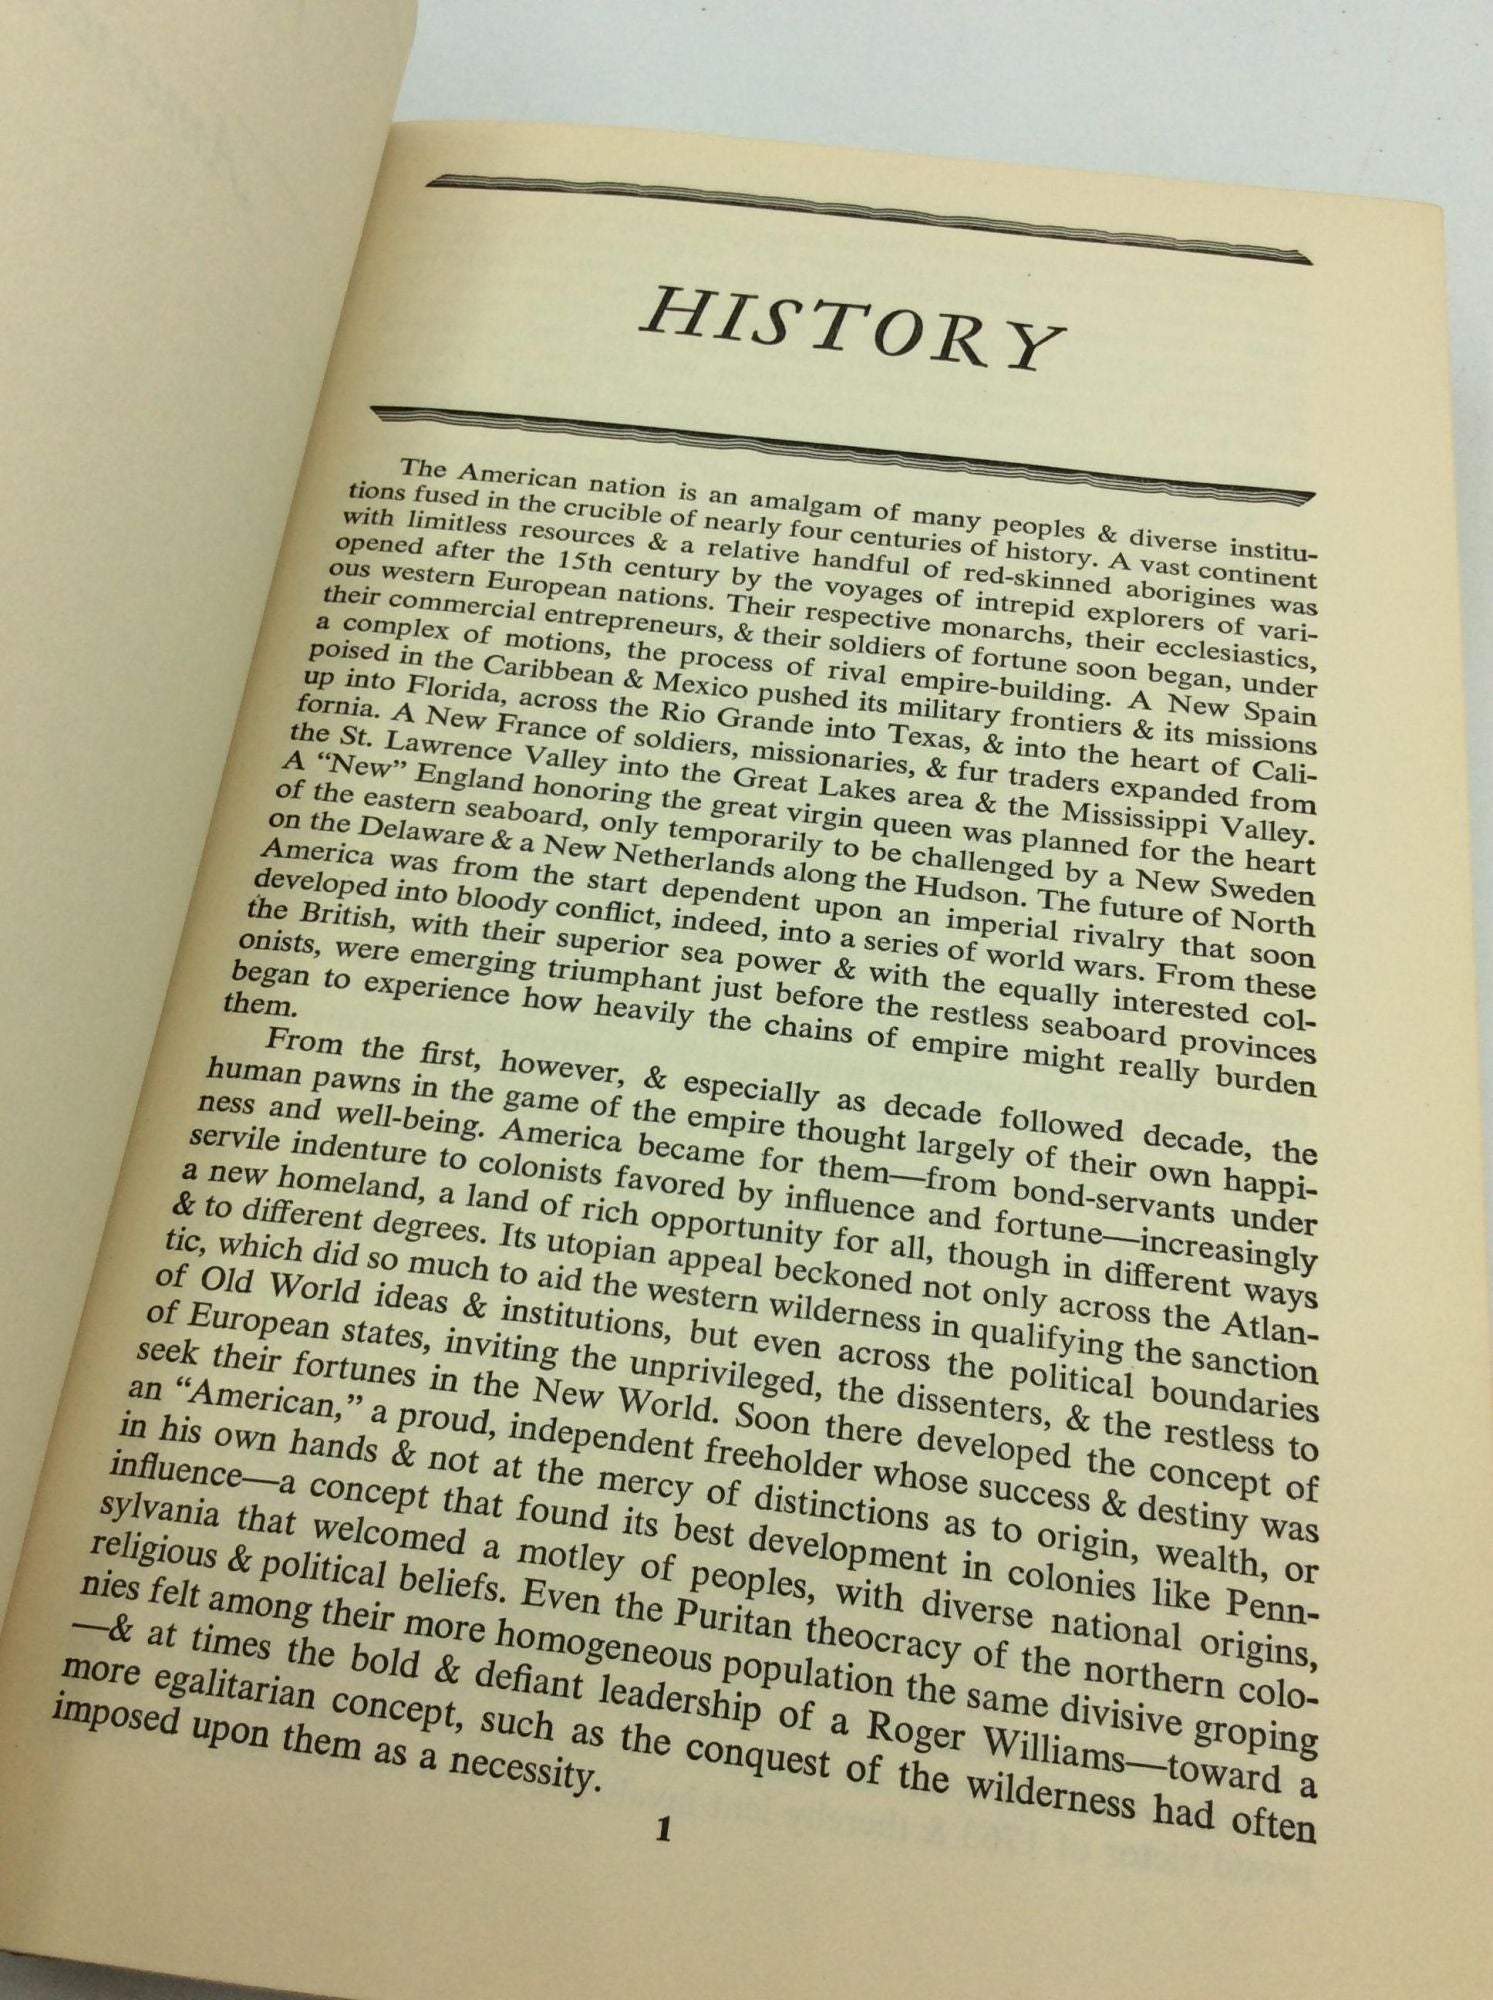 HISTORY
The American nation is an amalgam of many peoples & diverse institu-
tions fused in the crucible of nearly four centuries of history. A vast continent
with limitless resources & a relative handful of red-skinned aborigines was
opened after the 15th century by the voyages of intrepid explorers of vari-
ous western European nations. Their respective monarchs, their ecclesiastics,
their commercial entrepreneurs, & their soldiers of fortune soon began, under
a complex of motions, the process of rival empire-building. A New Spain
poised in the Caribbean & Mexico pushed its military frontiers & its missions
up into Florida, across the Rio Grande into Texas, & into the heart of Cali-
fornia. A New France of soldiers, missionaries, & fur traders expanded from
the St. Lawrence Valley into the Great Lakes area & the Mississippi Valley.
A “New” England honoring the great virgin queen was planned for the heart
of the eastern seaboard, only temporarily to be challenged by a New Sweden
on the Delaware & a New Netherlands along the Hudson. The future of North
America was from the start dependent upon an imperial rivalry that soon
developed into bloody conflict, indeed, into a series of world wars. From these
the British, with their superior sea power & with the equally interested col-
onists, were emerging triumphant just before the restless seaboard provinces
began to experience how heavily the chains of empire might really burden
them.
From the first, however, & especially as decade followed decade, the
human pawns in the game of the empire thought largely of their own happi-
ness and well-being. America became for them—from bond-servants under
servile indenture to colonists favored by influence and fortune—increasingly
a new homeland, a land of rich opportunity for all, though in different ways
& to different degrees. Its utopian appeal beckoned not only across the Atlan-
tic, which did so much to aid the western wilderness in qualifying the sanction
of Old World ideas & institutions, but even across the political boundaries
of European states, inviting the unprivileged, the dissenters, & the restless to
seek their fortunes in the New World. Soon there developed the concept of
an “American,” a proud, independent freeholder whose success & destiny was
in his own hands & not at the mercy of distinctions as to origin, wealth, or
influence—a concept that found its best development in colonies like Penn-
sylvania that welcomed a motley of peoples, with diverse national origins,
religious & political beliefs. Even the Puritan theocracy of the northern colo-
nies felt among their more homogeneous population the same divisive groping
—& at times the bold & defiant leadership of a Roger Williams—toward a
more egalitarian concept, such as the conquest of the wilderness had often
imposed upon them as a necessity.
1